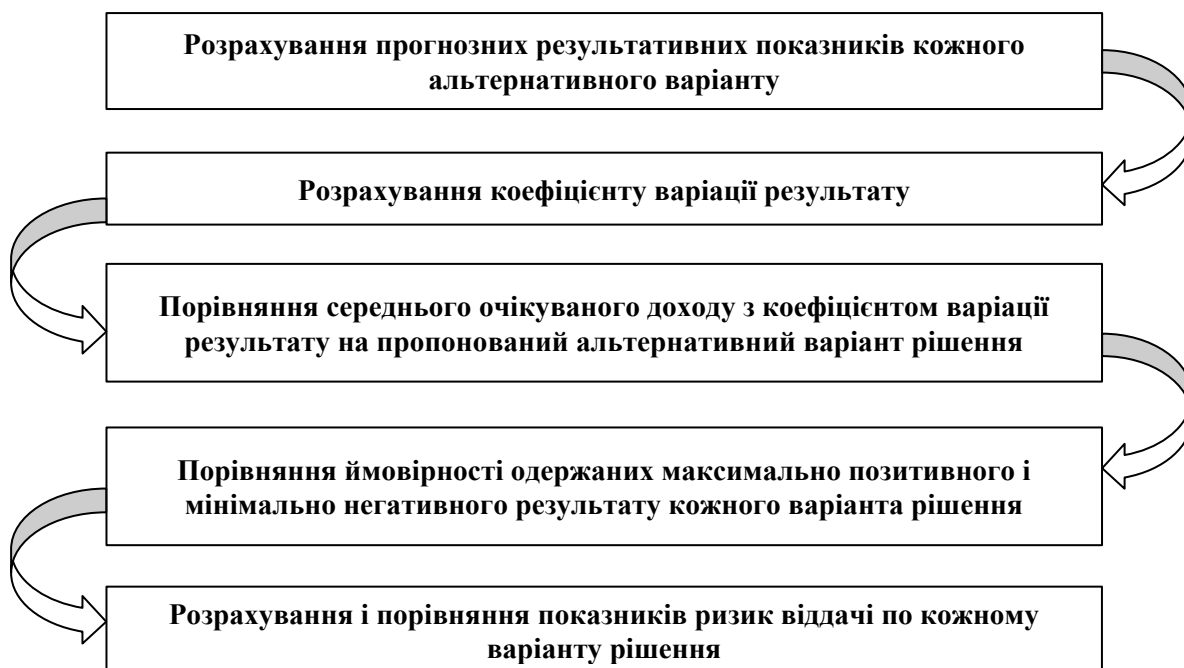 Розрахування прогнозних результативних показників кожного
альтернативного варіанту
Розрахування коефіцієнту варіації результату
Порівняння середнього очікуваного доходу з коефіцієнтом варіації
результату на пропонований альтернативний варіант рішення
Порівняння ймовірності одержаних максимально позитивного і
мінімально негативного результату кожного варіанта рішення
Розрахування і порівняння показників ризик віддачі по кожному
варіанту рішення